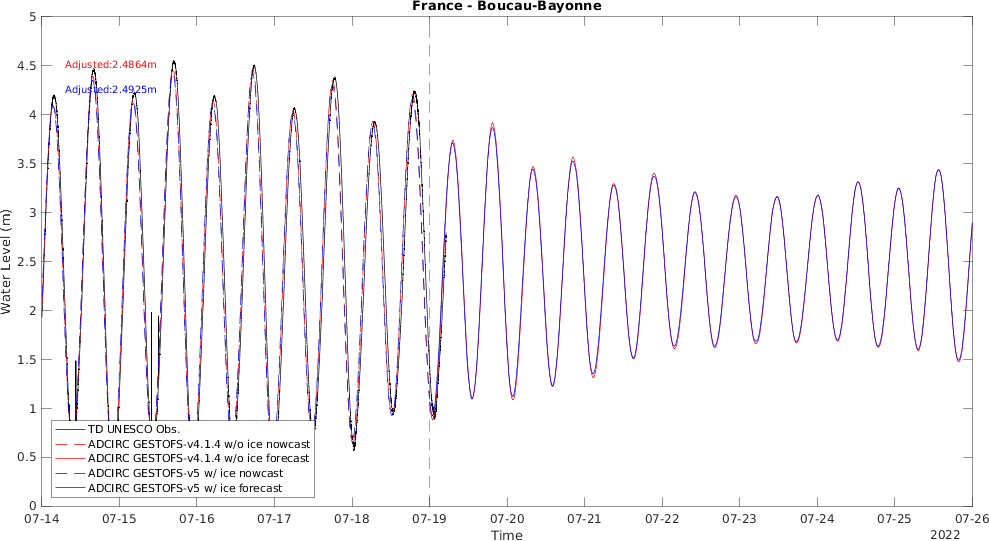 France - Boucau-Bayonne
5
4.5
4
3.5
3
2.5
2
1.5
1
0.5
0
Water Level (m)
Adjusted:2.4864m
Adjusted:2.4925m
TD UNESCO Obs.
ADCIRC GESTOFS-v4.1.4 w/o ice nowcast
ADCIRC GESTOFS-v4.1.4 w/o ice forecast
ADCIRC GESTOFS-v5 w/ ice nowcast
ADCIRC GESTOFS-v5 w/ ice forecast
07-14 07-15 07-16 07-17 07-18 07-19 07-20 07-21 07-22 07-23 07-24 07-25 07-26
Time
2022